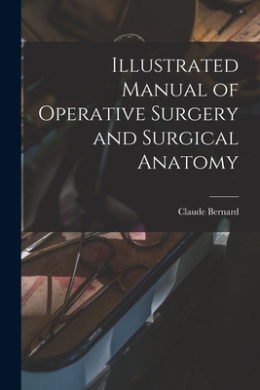 Illustrated
Manual of
Operative Surgery
and Surgical
Anatomy
Claude Bernard